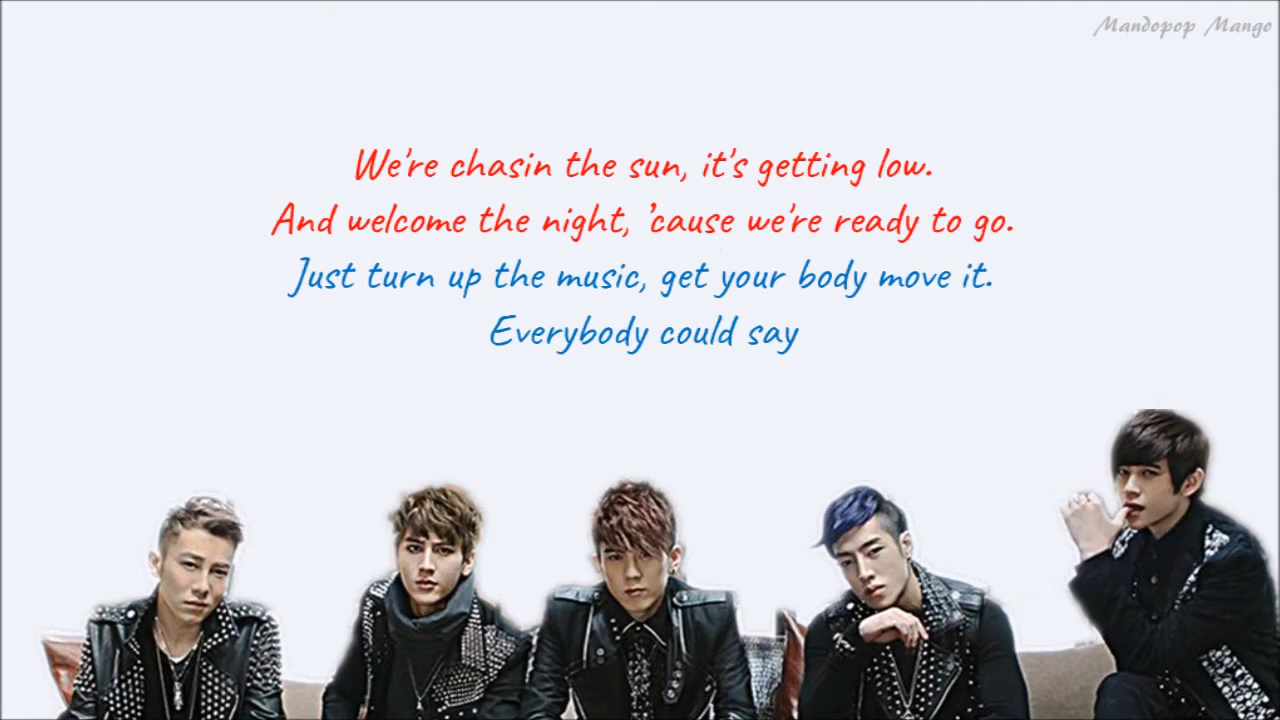 Mandopop Mango
We're chasin the sun, it's getting low.
And welcome the night, 'cause we're ready to go.
Just turn up the music, get your body move it.
Everybody could say